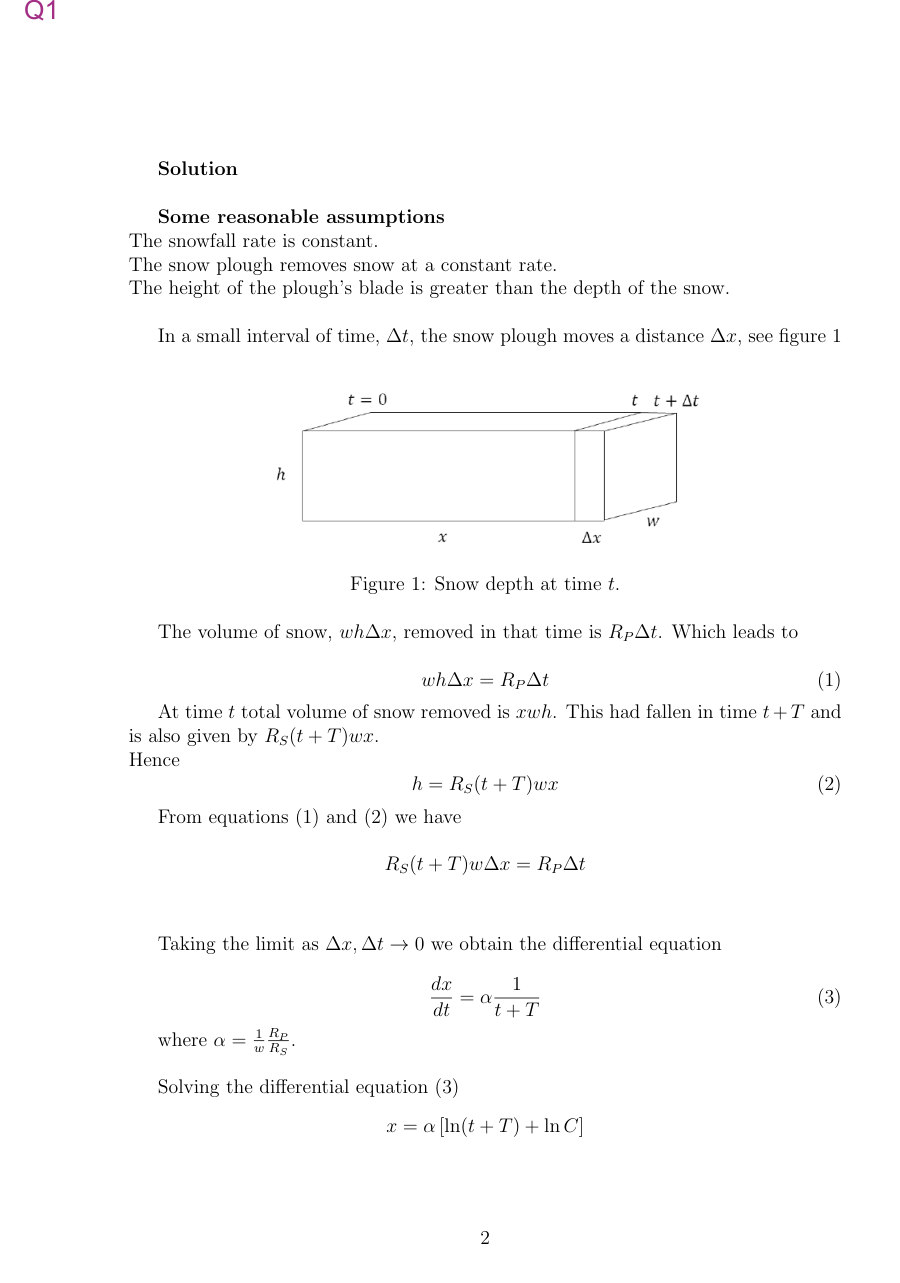 Q1
Solution
Some reasonable assumptions
The snowfall rate is constant.
The snow plough removes snow at a constant rate.
The height of the plough's blade is greater than the depth of the snow.
In a small interval of time, Δt, the snow plough moves a distance Δx, see figure 1
t = 0 t t + Δt
h
w
x Δx
Figure 1: Snow depth at time t.
The volume of snow, whΔx, removed in that time is R_PΔt. Which leads to
whΔx = R_PΔt (1)
At time t total volume of snow removed is xwh. This had fallen in time t + T and
is also given by R_S(t + T)wx.
Hence
h = R_S(t + T)wx (2)
From equations (1) and (2) we have
R_S(t + T)wΔx = R_PΔt
Taking the limit as Δx, Δt → 0 we obtain the differential equation
dx/dt = α 1/(t + T) (3)
where α = 1/w R_P/R_S.
Solving the differential equation (3)
x = α [ln(t + T) + ln C]
2